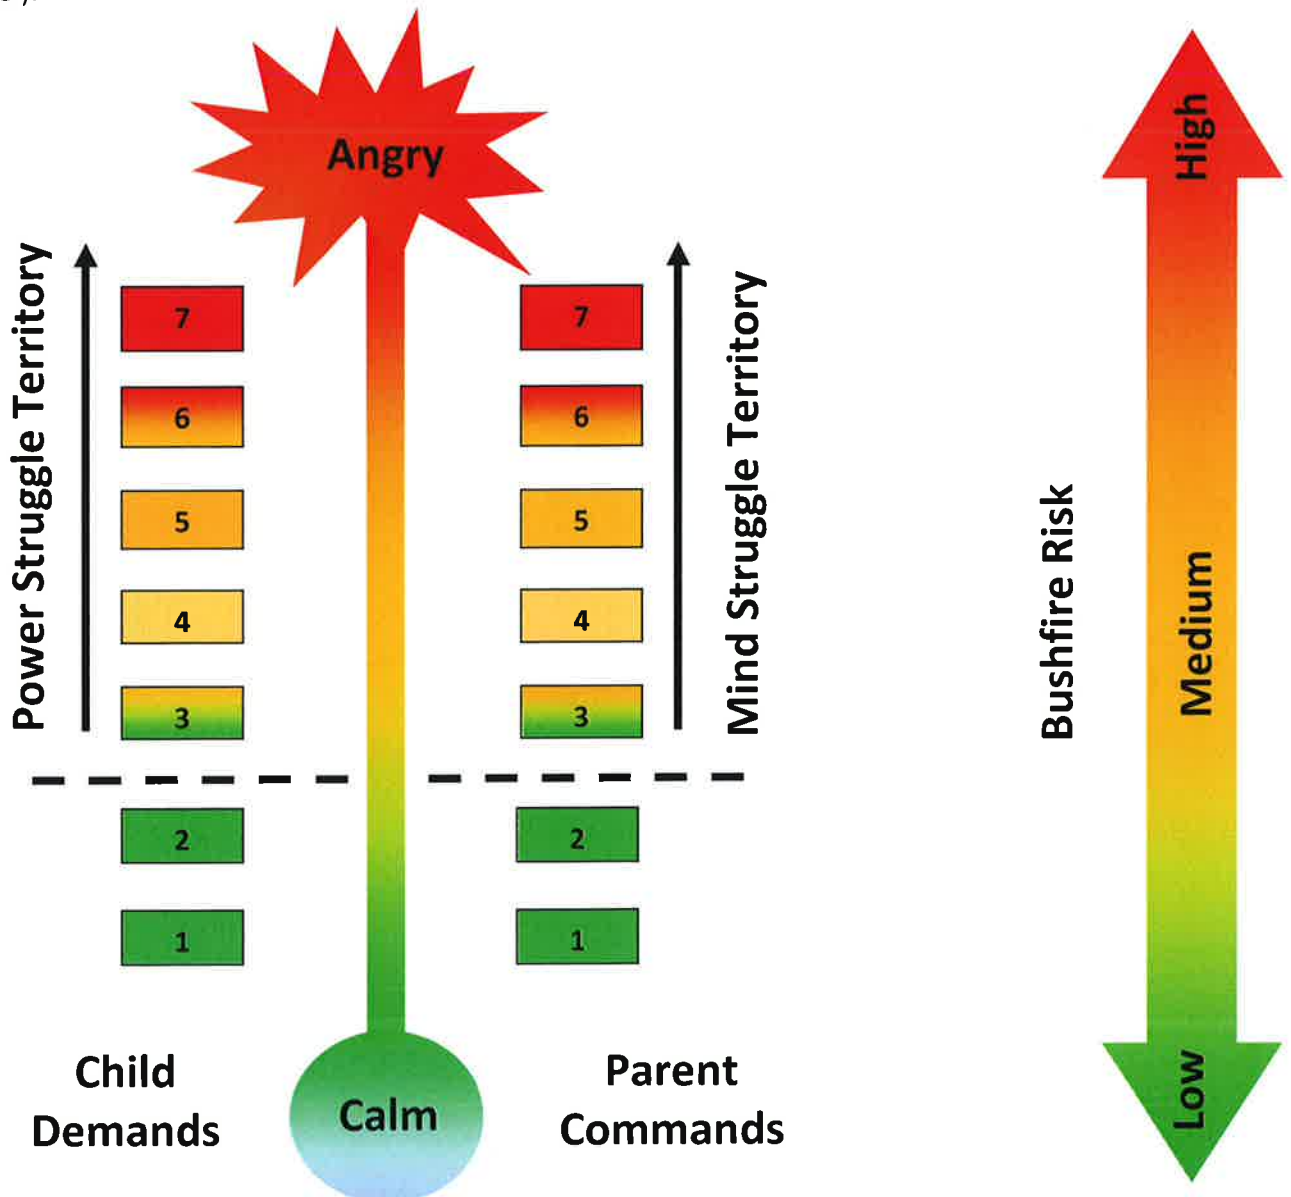 Angry
Power Struggle Territory
7
6
5
4
3
2
1
Child
Demands
Calm
7
6
5
4
3
2
1
Parent
Commands
Mind Struggle Territory
Bushfire Risk
High
Medium
Low